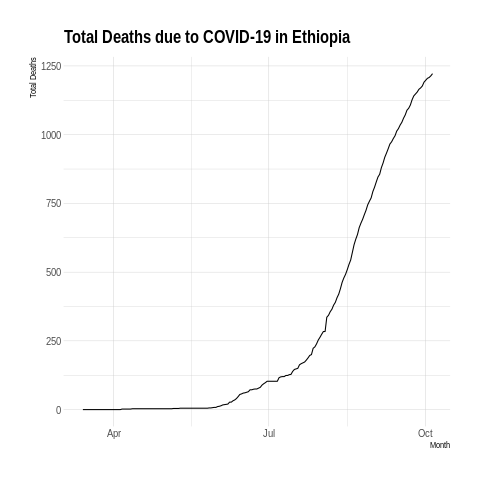 Total Deaths due to COVID-19 in Ethiopia
Total Deaths
1250
1000
750
500
250
0
Apr
Jul
Oct
Month